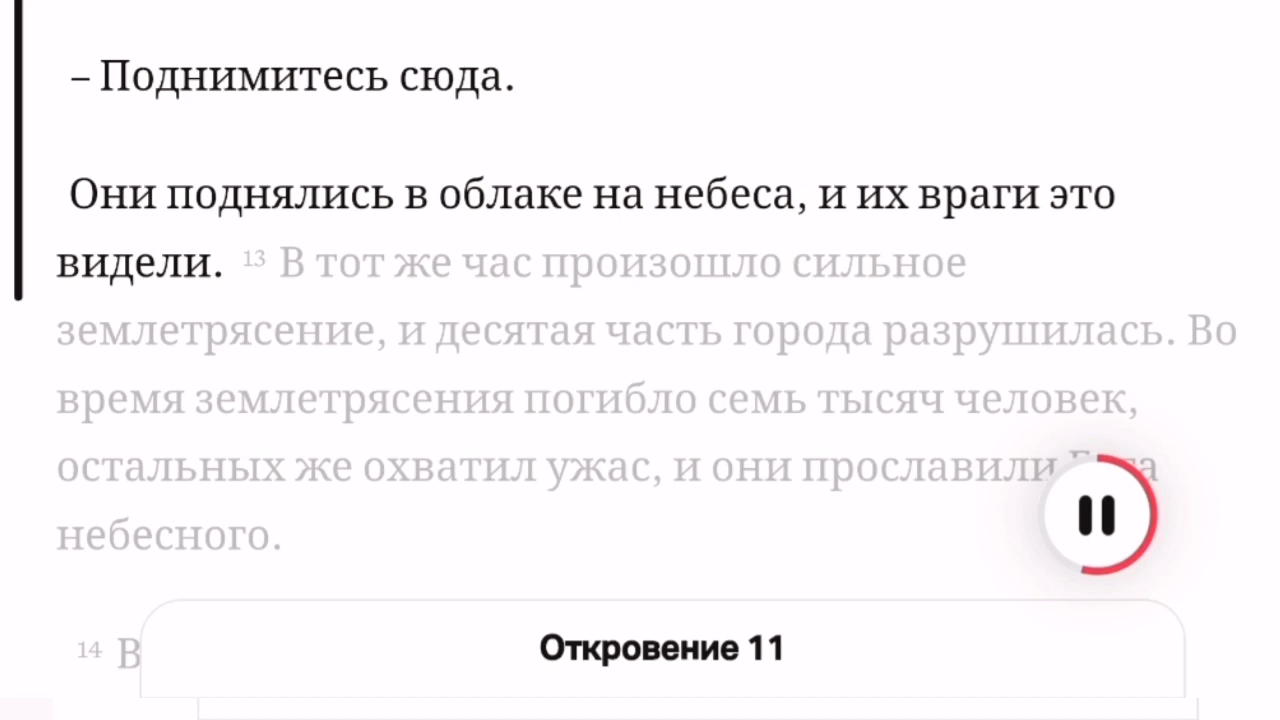 – Поднимитесь сюда.
Они поднялись в облаке на небеса, и их враги это
видели. 13 В тот же час произошло сильное
землетрясение, и десятая часть города разрушилась. Во
время землетрясения погибло семь тысяч человек,
остальных же охватил ужас, и они прославили
небесного.
14 В
Откровение 11